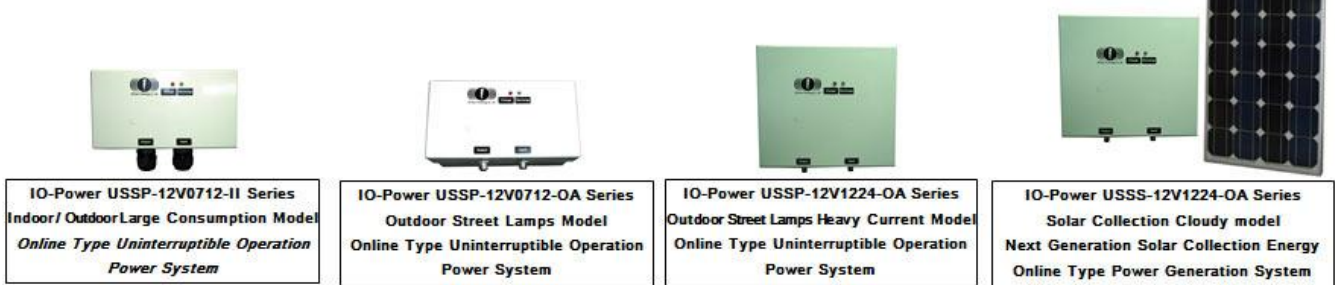 IO-Power USSP-12V0712-II Series
Indoor/ Outdoor Large Consumption Model
Online Type Uninterruptible Operation
Power System
IO-Power USSP-12V0712-OA Series
Outdoor Street Lamps Model
Online Type Uninterruptible Operation
Power System
IO-Power USSP-12V1224-OA Series
Outdoor Street Lamps Heavy Current Model
Online Type Uninterruptible Operation
Power System
IO-Power USSS-12V1224-OA Series
Solar Collection Cloudy model
Next Generation Solar Collection Energy
Online Type Power Generation System